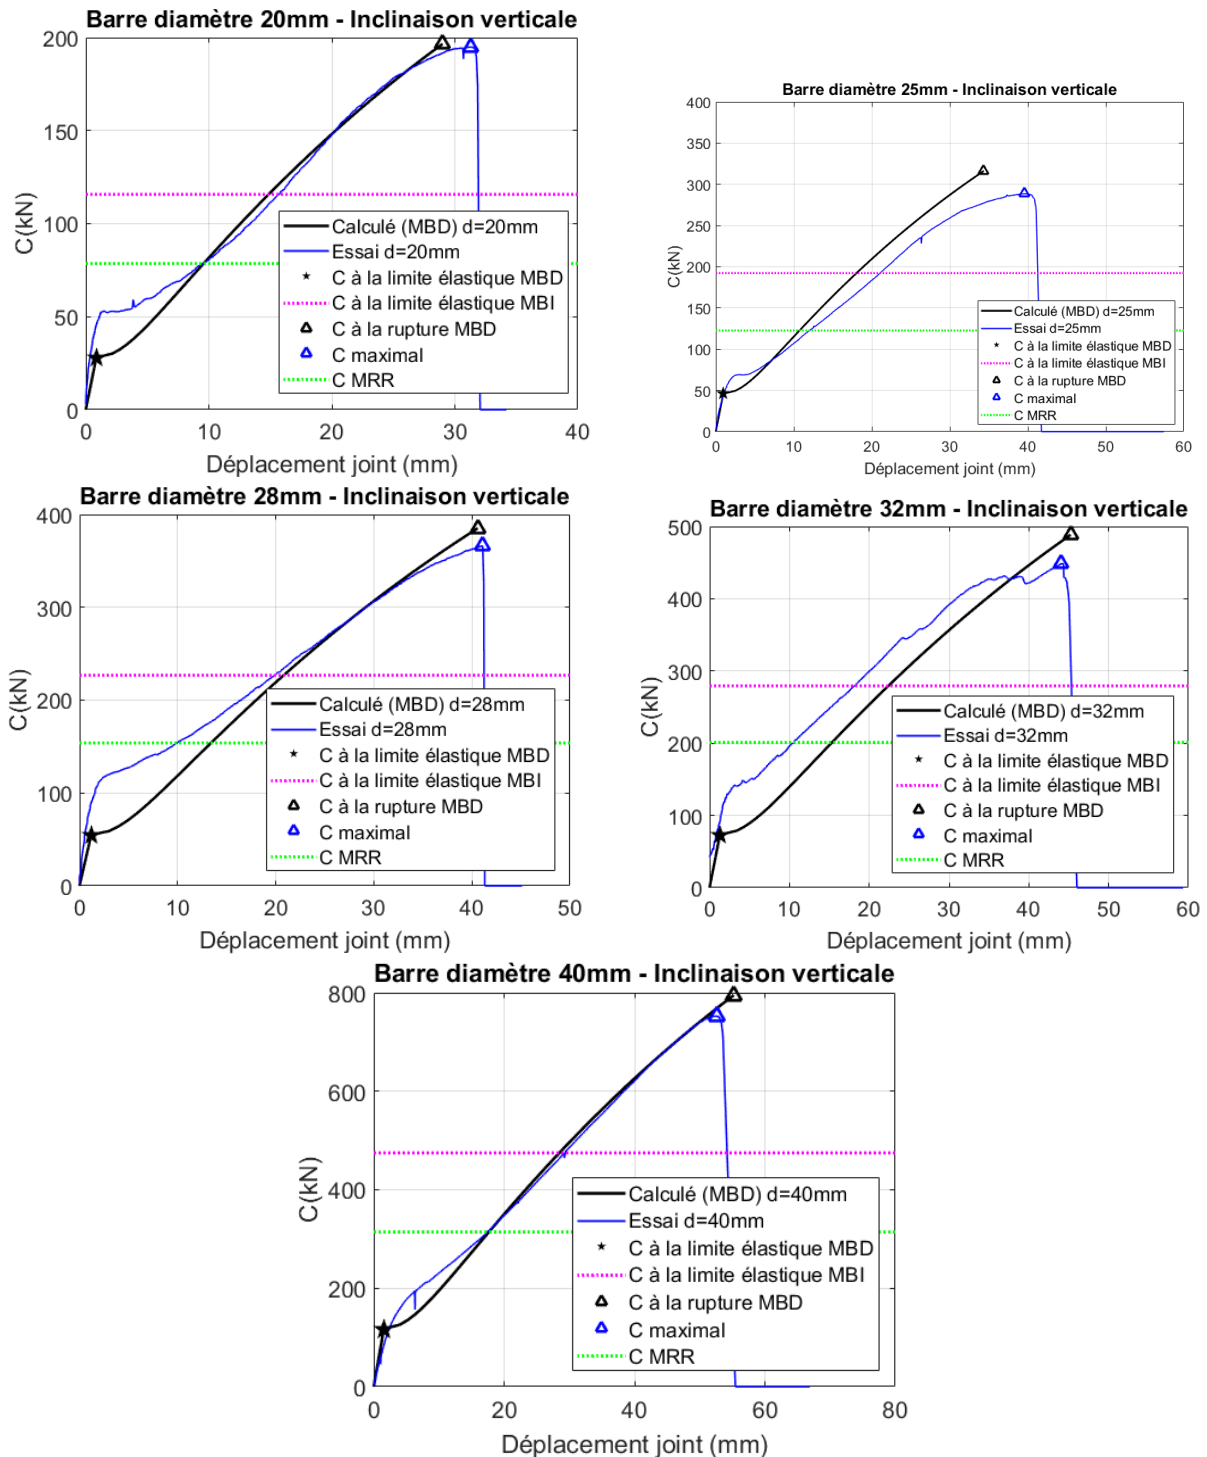 Barre diamètre 20mm - Inclinaison verticale
200
150
100
50
0
C(kN)
Calculé (MBD) d=20mm
Essai d=20mm
C à la limite élastique MBD
C à la limite élastique MBI
C à la rupture MBD
C maximal
C MRR
0 10 20 30 40
Déplacement joint (mm)
Barre diamètre 25mm - Inclinaison verticale
400
350
300
250
200
150
100
50
0
C(kN)
Calculé (MBD) d=25mm
Essai d=25mm
C à la limite élastique MBD
C à la limite élastique MBI
C à la rupture MBD
C maximal
C MRR
0 10 20 30 40 50 60
Déplacement joint (mm)
Barre diamètre 28mm - Inclinaison verticale
400
300
200
100
0
C(kN)
Calculé (MBD) d=28mm
Essai d=28mm
C à la limite élastique MBD
C à la limite élastique MBI
C à la rupture MBD
C maximal
C MRR
0 10 20 30 40 50
Déplacement joint (mm)
Barre diamètre 32mm - Inclinaison verticale
500
400
300
200
100
0
C(kN)
Calculé (MBD) d=32mm
Essai d=32mm
C à la limite élastique MBD
C à la limite élastique MBI
C à la rupture MBD
C maximal
C MRR
0 10 20 30 40 50 60
Déplacement joint (mm)
Barre diamètre 40mm - Inclinaison verticale
800
600
400
200
0
C(kN)
Calculé (MBD) d=40mm
Essai d=40mm
C à la limite élastique MBD
C à la limite élastique MBI
C à la rupture MBD
C maximal
C MRR
0 20 40 60 80
Déplacement joint (mm)